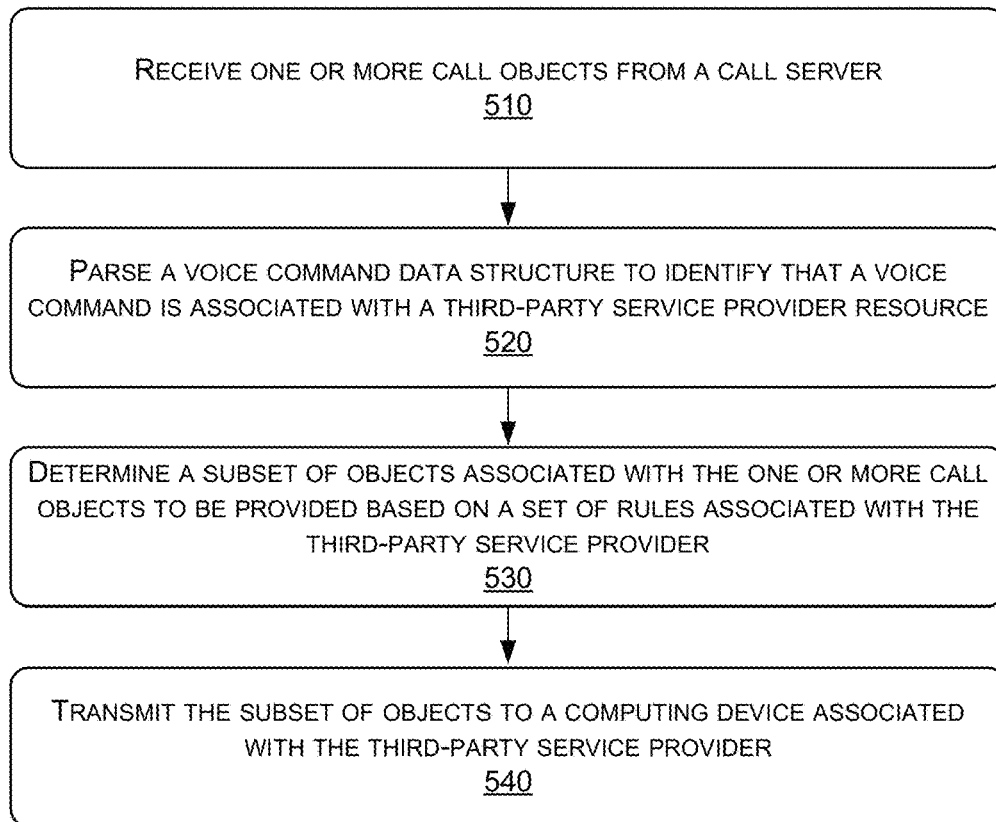 RECEIVE ONE OR MORE CALL OBJECTS FROM A CALL SERVER
510
PARSE A VOICE COMMAND DATA STRUCTURE TO IDENTIFY THAT A VOICE
COMMAND IS ASSOCIATED WITH A THIRD-PARTY SERVICE PROVIDER RESOURCE
520
DETERMINE A SUBSET OF OBJECTS ASSOCIATED WITH THE ONE OR MORE CALL
OBJECTS TO BE PROVIDED BASED ON A SET OF RULES ASSOCIATED WITH THE
THIRD-PARTY SERVICE PROVIDER
530
TRANSMIT THE SUBSET OF OBJECTS TO A COMPUTING DEVICE ASSOCIATED
WITH THE THIRD-PARTY SERVICE PROVIDER
540